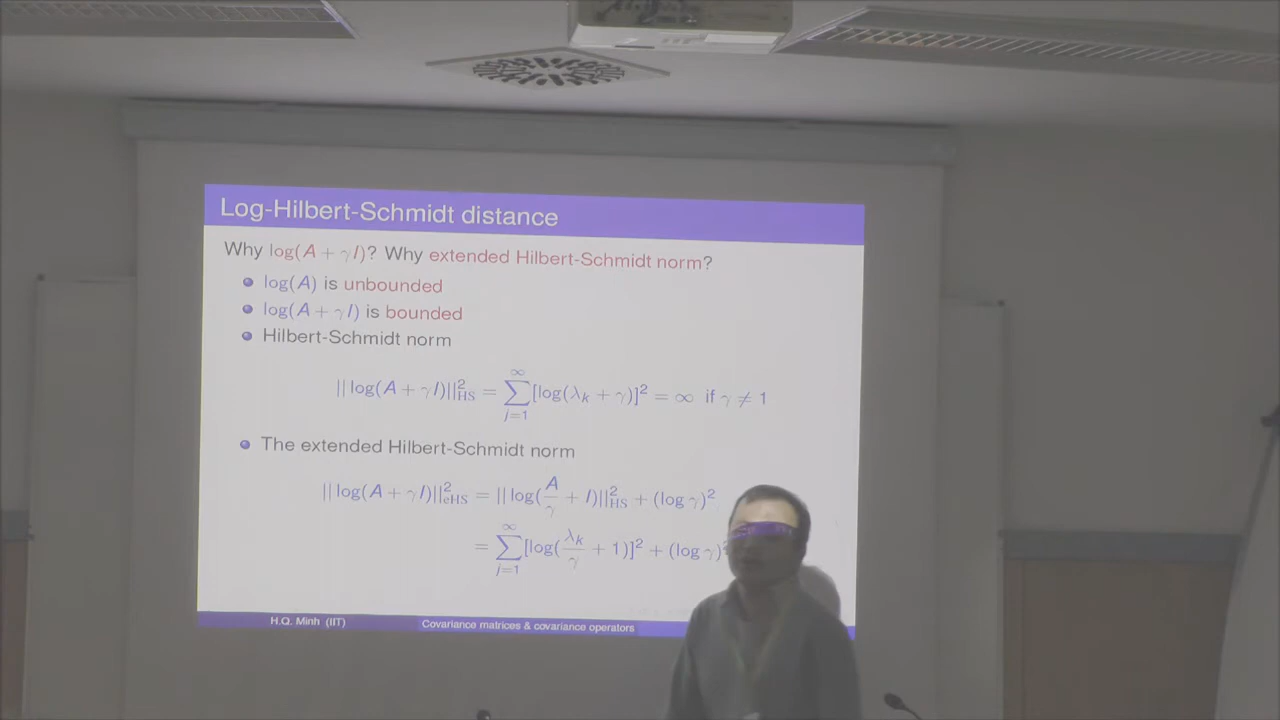 Log-Hilbert-Schmidt distance
Why log(A + γI)? Why extended Hilbert-Schmidt norm?
log(A) is unbounded
log(A + γI) is bounded
Hilbert-Schmidt norm
||log(A + γI)||²_HS = ∑_{j=1}^{∞} [log(λ_k + γ)]² = ∞ if γ ≠ 1
The extended Hilbert-Schmidt norm
||log(A + γI)||²_eHS = ||log(A/γ + I)||²_HS + (log γ)²
= ∑_{j=1}^{∞} [log(λ_k/γ + 1)]² + (log γ)²
H.Q. Minh (IIT) Covariance matrices & covariance operators